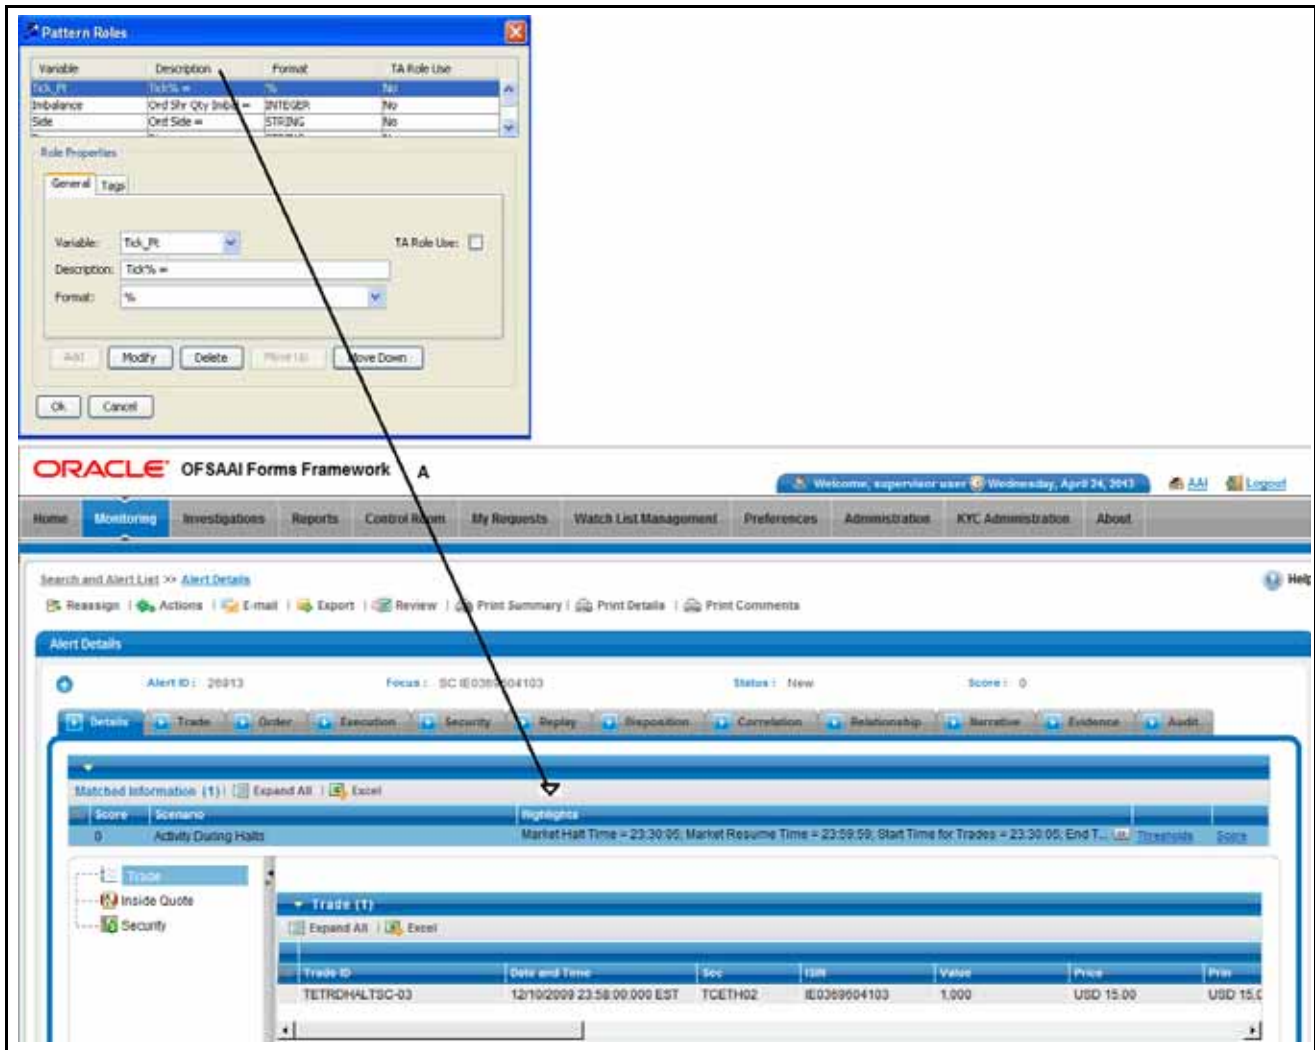 Pattern Roles
Variable Description Format TA Role Use
Tick_Pt Tick% = % No
Imbalance Ord Shr Qty Imbal = INTEGER No
Side Ord Side = STRING No
Role Properties
General Tags
Variable: Tick_Pt TA Role Use:
Description: Tick% =
Format: %
Add Modify Delete Move Up Move Down
Ok Cancel
ORACLE OFSAAI Forms Framework A
Welcome, supervisor user Wednesday, April 24, 2013 AAI Logout
Home Monitoring Investigations Reports Control Room My Requests Watch List Management Preferences Administration KYC Administration About
Search and Alert List >> Alert Details Help
Reassign | Actions | E-mail | Export | Review | Print Summary | Print Details | Print Comments
Alert Details
Alert ID : 26913 Focus : SC IE0369604103 Status : New Score : 0
Details Trade Order Execution Security Replay Disposition Correlation Relationship Narrative Evidence Audit
Matched Information (1) | Expand All | Excel
Score Scenario Highlights
0 Activity During Halts Market Halt Time = 23:30:05; Market Resume Time = 23:59:59; Start Time for Trades = 23:30:05; End T... Thresholds Score
Trade
Inside Quote
Security
Trade (1)
Expand All | Excel
Trade ID Date and Time Sec ISIN Value Price Prin
TETRDHALTSC-03 12/10/2009 23:58:00.000 EST TCETH02 IE0369604103 1,000 USD 15.00 USD 15.0